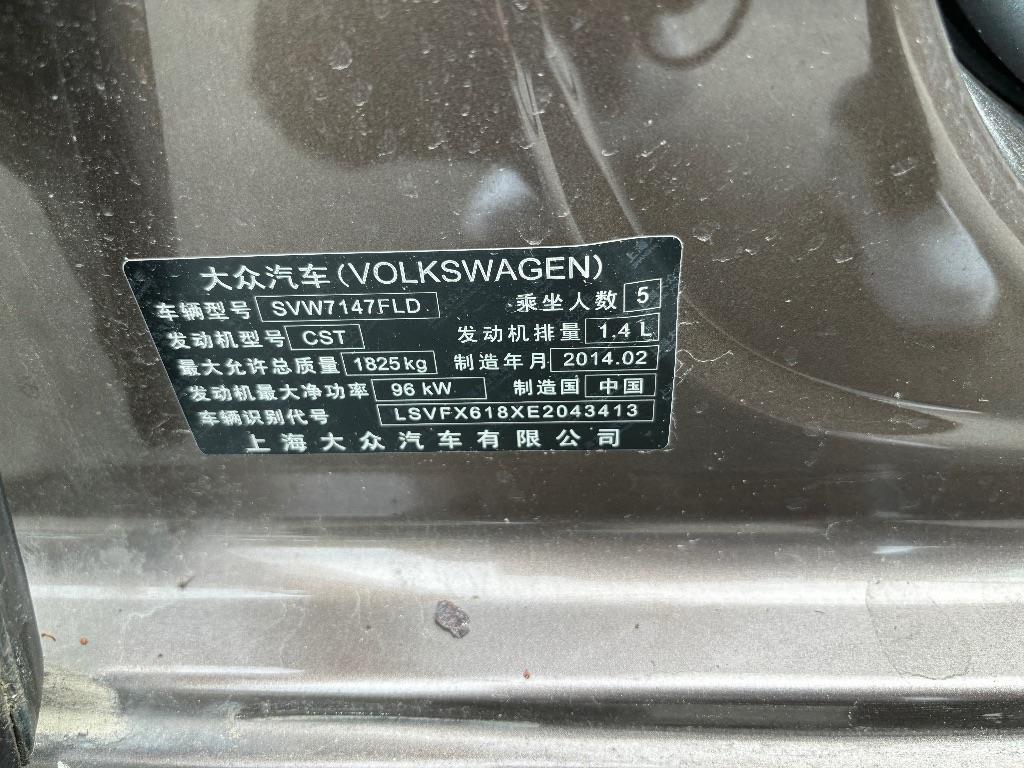 大众汽车(VOLKSWAGEN)
车辆型号 SVW7147FLD 乘坐人数 5
发动机型号 CST 发动机排量 1.4 L
最大允许总质量 1825kg 制造年月 2014.02
发动机最大净功率 96 kW 制造国 中国
车辆识别代号 LSVFX618XE2043413
上海大众汽车有限公司